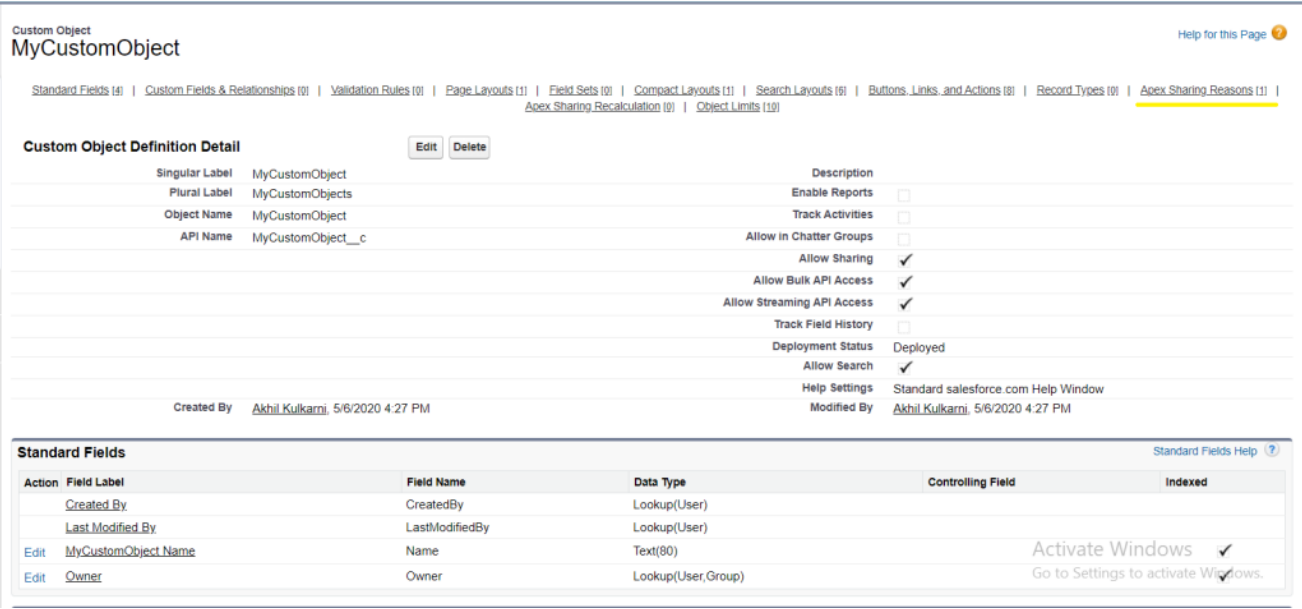 Custom Object
MyCustomObject
Help for this Page ?
Standard Fields [4] | Custom Fields & Relationships [0] | Validation Rules [0] | Page Layouts [1] | Field Sets [0] | Compact Layouts [1] | Search Layouts [6] | Buttons, Links, and Actions [8] | Record Types [0] | Apex Sharing Reasons [1] |
Apex Sharing Recalculation [0] | Object Limits [10]
Custom Object Definition Detail Edit Delete
Singular Label MyCustomObject Description
Plural Label MyCustomObjects Enable Reports
Object Name MyCustomObject Track Activities
API Name MyCustomObject__c Allow in Chatter Groups
Allow Sharing ✓
Allow Bulk API Access ✓
Allow Streaming API Access ✓
Track Field History
Deployment Status Deployed
Allow Search ✓
Help Settings Standard salesforce.com Help Window
Created By Akhil Kulkarni, 5/6/2020 4:27 PM Modified By Akhil Kulkarni, 5/6/2020 4:27 PM
Standard Fields Standard Fields Help ?
Action Field Label Field Name Data Type Controlling Field Indexed
Created By CreatedBy Lookup(User)
Last Modified By LastModifiedBy Lookup(User)
Edit MyCustomObject Name Name Text(80) ✓
Edit Owner Owner Lookup(User,Group) ✓
Activate Windows
Go to Settings to activate Windows.